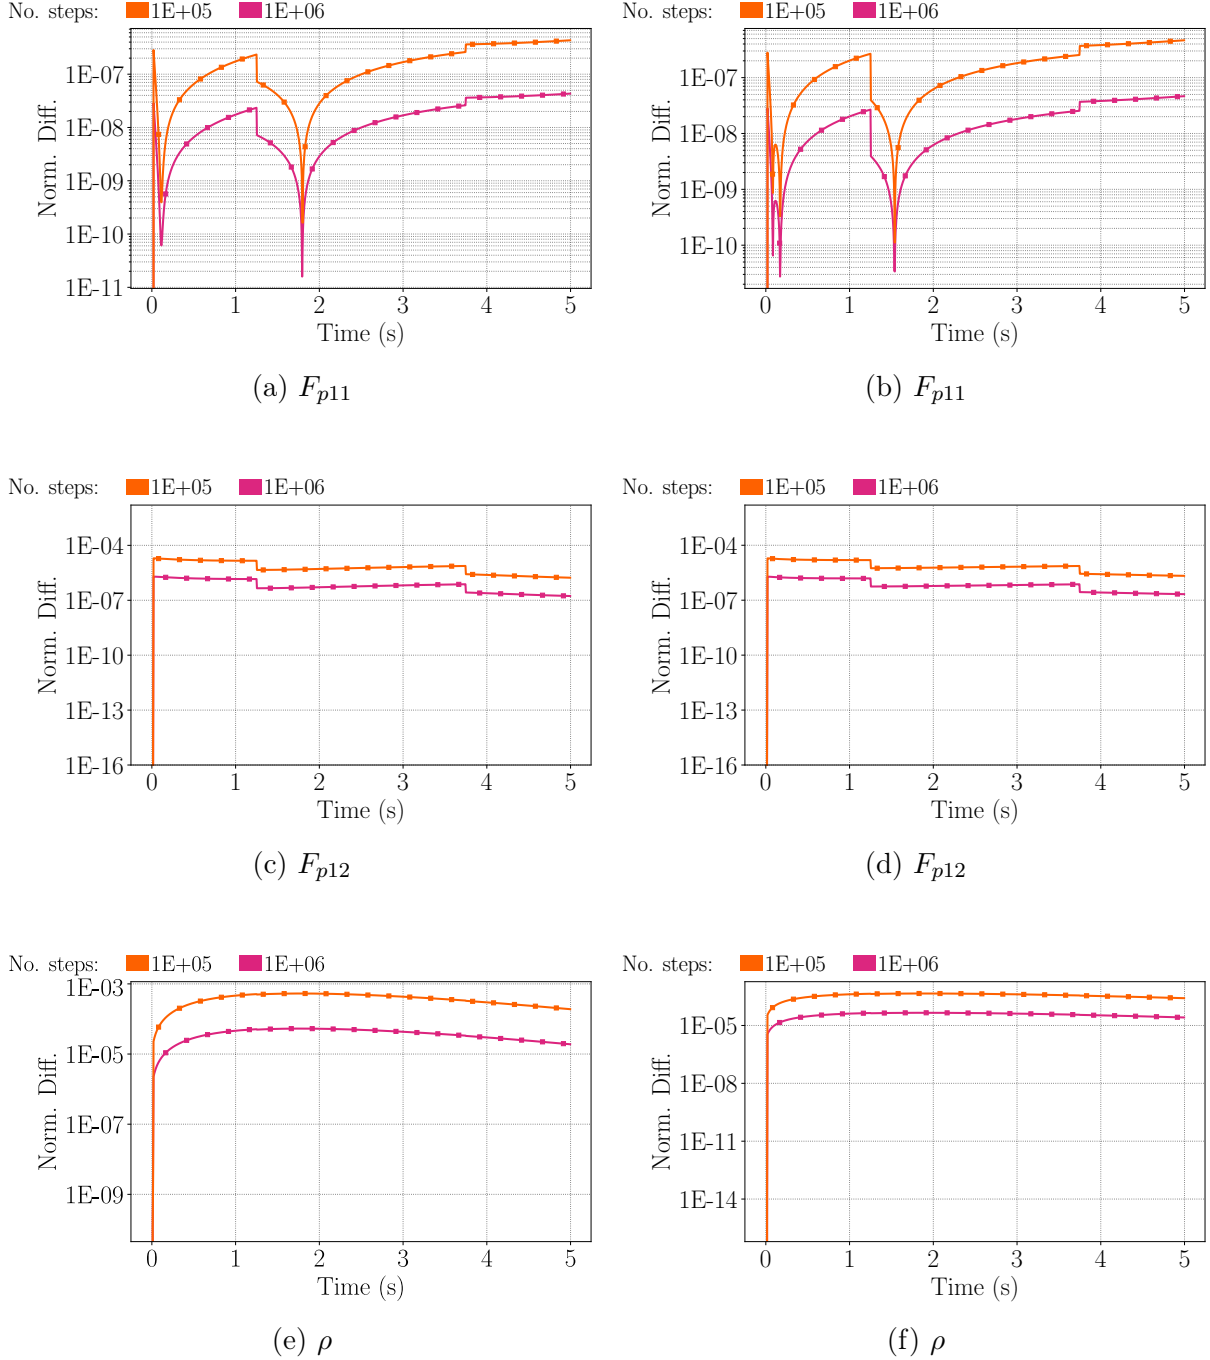 No. steps: 1E+05 1E+06
Norm. Diff.
1E-07
1E-08
1E-09
1E-10
1E-11
0 1 2 3 4 5
Time (s)
(a) F_{p11}
No. steps: 1E+05 1E+06
Norm. Diff.
1E-07
1E-08
1E-09
1E-10
0 1 2 3 4 5
Time (s)
(b) F_{p11}
No. steps: 1E+05 1E+06
Norm. Diff.
1E-04
1E-07
1E-10
1E-13
1E-16
0 1 2 3 4 5
Time (s)
(c) F_{p12}
No. steps: 1E+05 1E+06
Norm. Diff.
1E-04
1E-07
1E-10
1E-13
1E-16
0 1 2 3 4 5
Time (s)
(d) F_{p12}
No. steps: 1E+05 1E+06
Norm. Diff.
1E-03
1E-05
1E-07
1E-09
0 1 2 3 4 5
Time (s)
(e) ρ
No. steps: 1E+05 1E+06
Norm. Diff.
1E-05
1E-08
1E-11
1E-14
0 1 2 3 4 5
Time (s)
(f) ρ